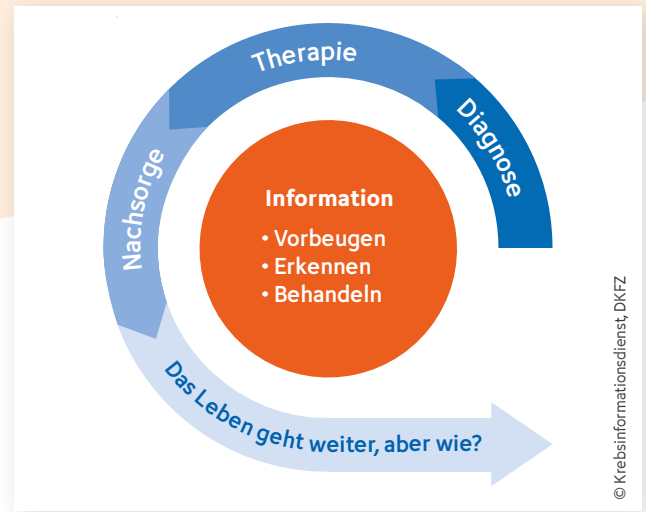 Diagnose
Therapie
Nachsorge
Das Leben geht weiter, aber wie?
Information
• Vorbeugen
• Erkennen
• Behandeln
© Krebsinformationsdienst, DKFZ